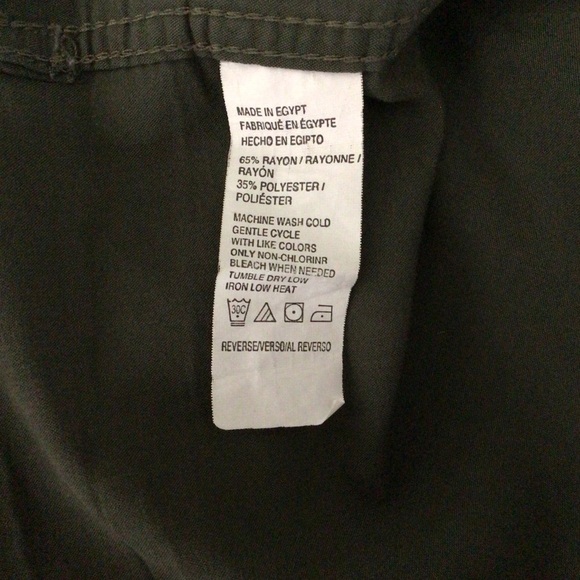 MADE IN EGYPT
FABRIQUÉ EN ÉGYPTE
HECHO EN EGIPTO
65% RAYON / RAYONNE /
RAYÓN
35% POLYESTER /
POLIÉSTER
MACHINE WASH COLD
GENTLE CYCLE
WITH LIKE COLORS
ONLY NON-CHLORINR
BLEACH WHEN NEEDED
TUMBLE DRY LOW
IRON LOW HEAT
30C
REVERSE/VERSO/AL REVERSO